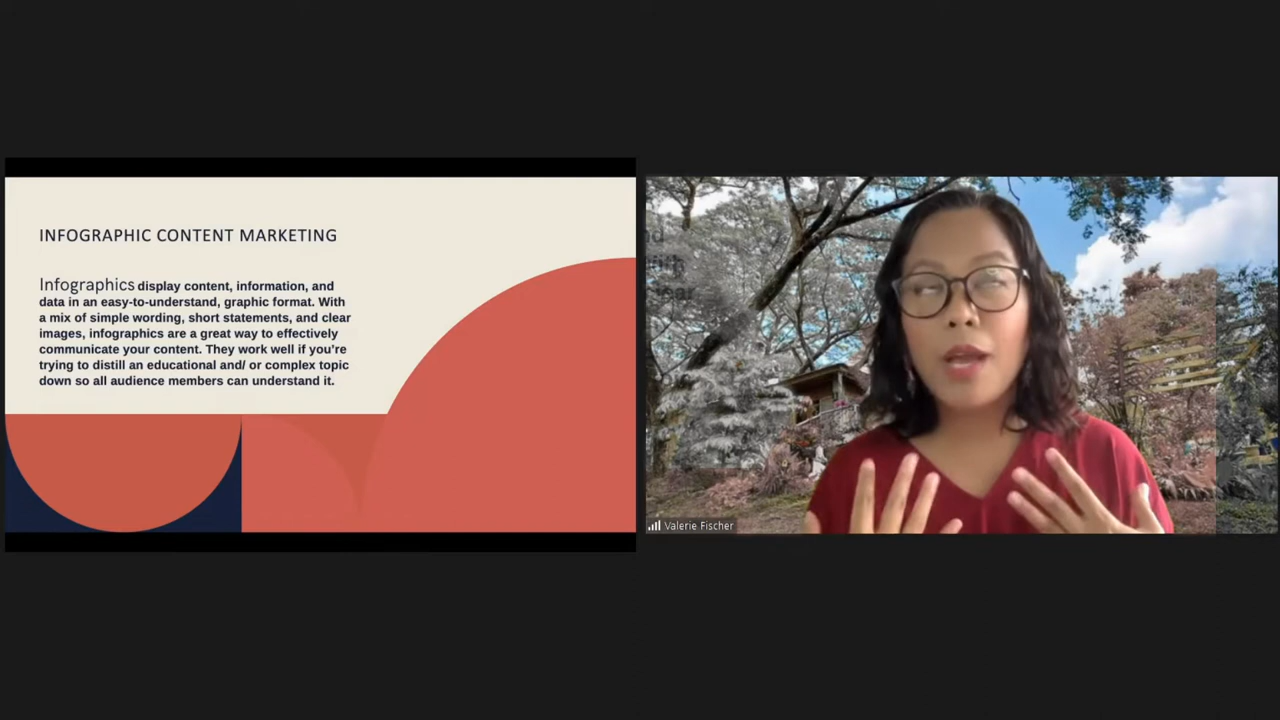 INFOGRAPHIC CONTENT MARKETING
Infographics display content, information, and
data in an easy-to-understand, graphic format. With
a mix of simple wording, short statements, and clear
images, infographics are a great way to effectively
communicate your content. They work well if you’re
trying to distill an educational and/ or complex topic
down so all audience members can understand it.
Valerie Fischer